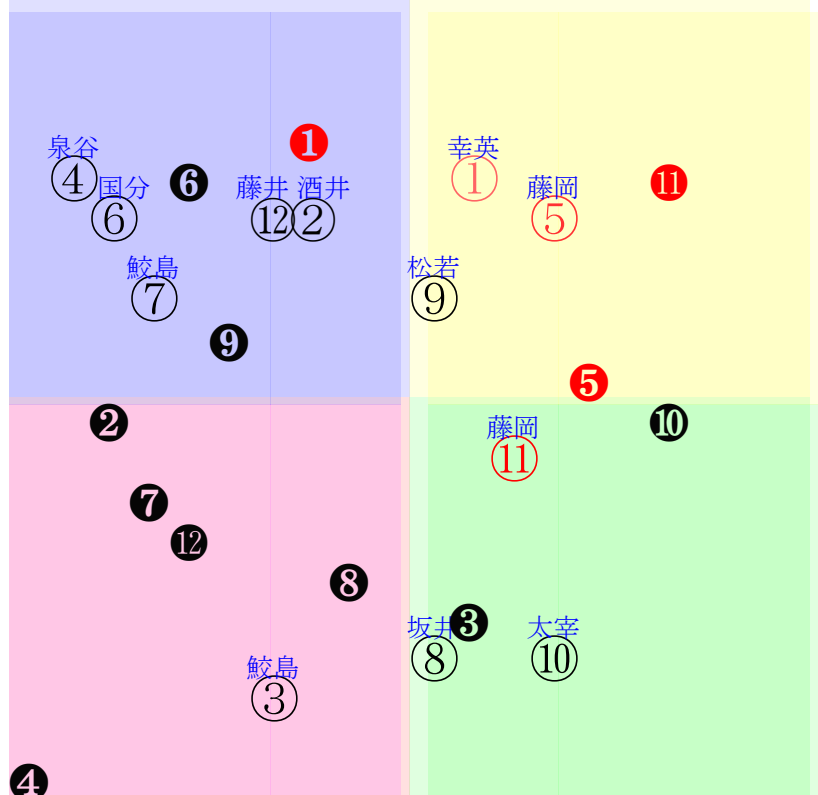 ❶
泉谷 幸英
④ ❻ ① ⓫
国分 藤井 酒井 藤岡
⑥ ⑫ ② ⑤
鮫島 松若
⑦ ⑨
❾
❺
❷ ❿
藤岡
⑪
❼
⓬
❽
坂井 ❸ 太宰
⑧ ⑩
鮫島
③
❹